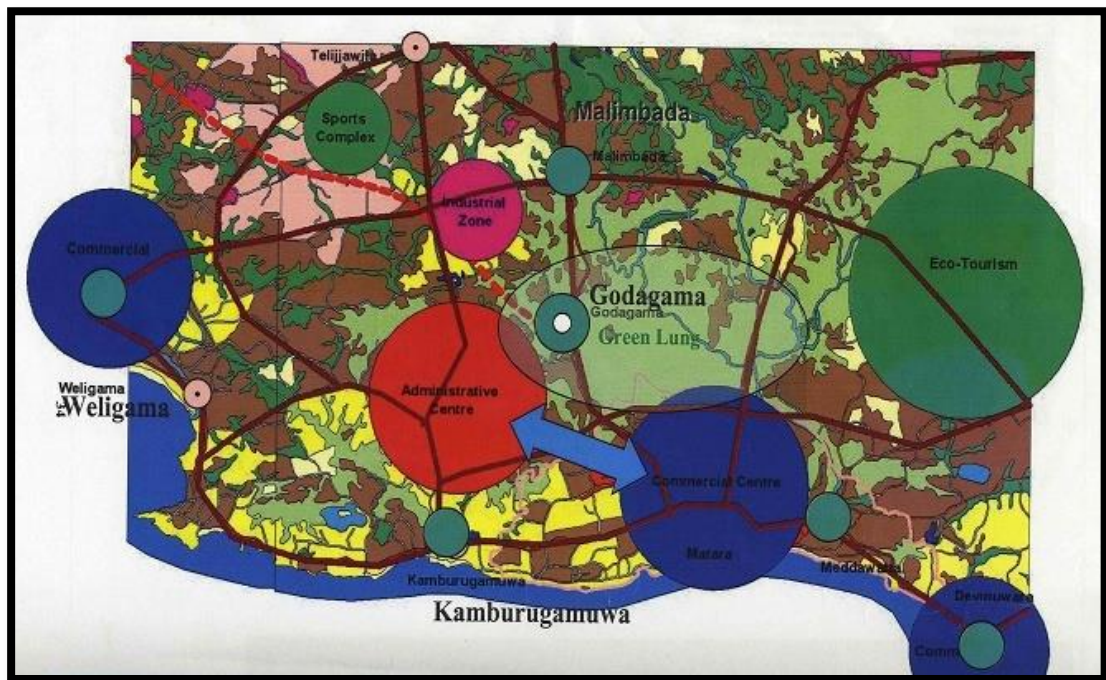 Telijjawila
Sports
Complex
Malimbada
Malimbada
Industrial
Zone
Commercial
Eco-Tourism
Godagama
Godagama
Green Lung
Weligama
Weligama
Administrative
Centre
Commercial Centre
Matara
Meddawatta
Kamburugamuwa
Kamburugamuwa
Devinuwara
Comm